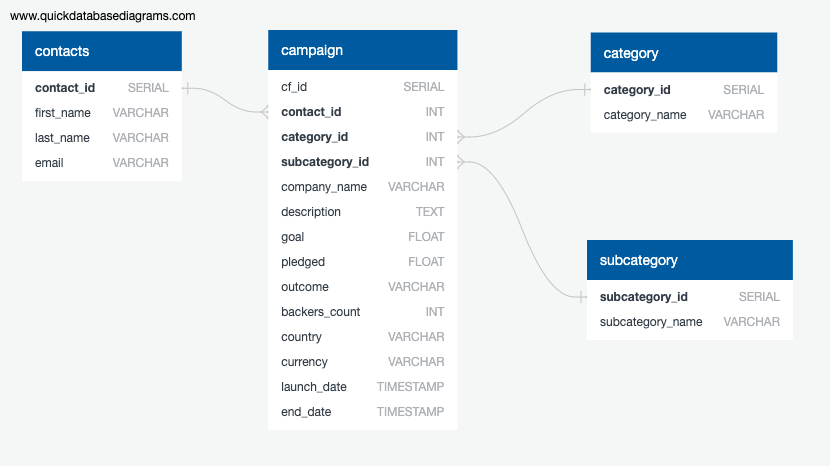 www.quickdatabasediagrams.com
contacts
contact_id SERIAL
first_name VARCHAR
last_name VARCHAR
email VARCHAR
campaign
cf_id SERIAL
contact_id INT
category_id INT
subcategory_id INT
company_name VARCHAR
description TEXT
goal FLOAT
pledged FLOAT
outcome VARCHAR
backers_count INT
country VARCHAR
currency VARCHAR
launch_date TIMESTAMP
end_date TIMESTAMP
category
category_id SERIAL
category_name VARCHAR
subcategory
subcategory_id SERIAL
subcategory_name VARCHAR